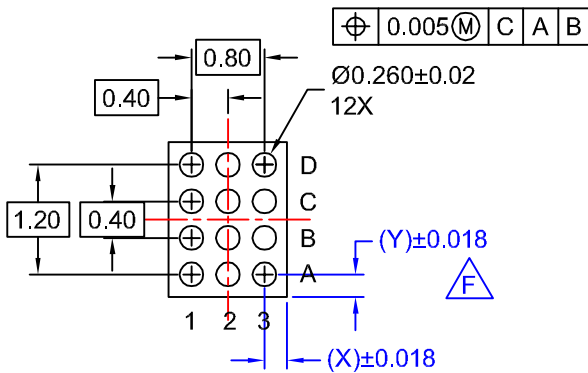 ⌖ 0.005Ⓜ C A B
0.80
Ø0.260±0.02
12X
0.40
D
C
1.20
0.40
B
(Y)±0.018
A
F
1 2 3
(X)±0.018